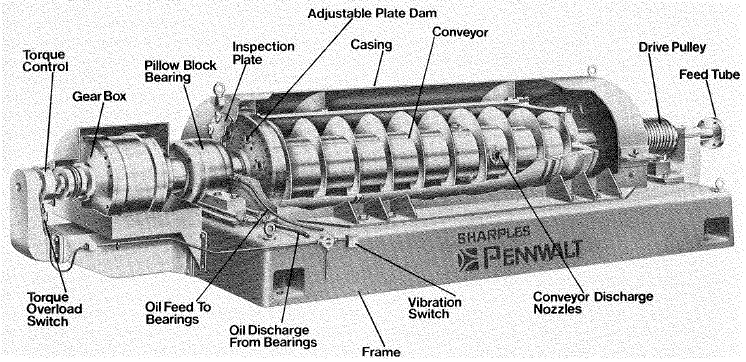 Adjustable Plate Dam
Torque
Control
Inspection
Plate
Casing
Conveyor
Pillow Block
Bearing
Drive Pulley
Feed Tube
Gear Box
SHARPLES
PENNWALT
Torque
Overload
Switch
Oil Feed To
Bearings
Oil Discharge
From Bearings
Vibration
Switch
Conveyor Discharge
Nozzles
Frame